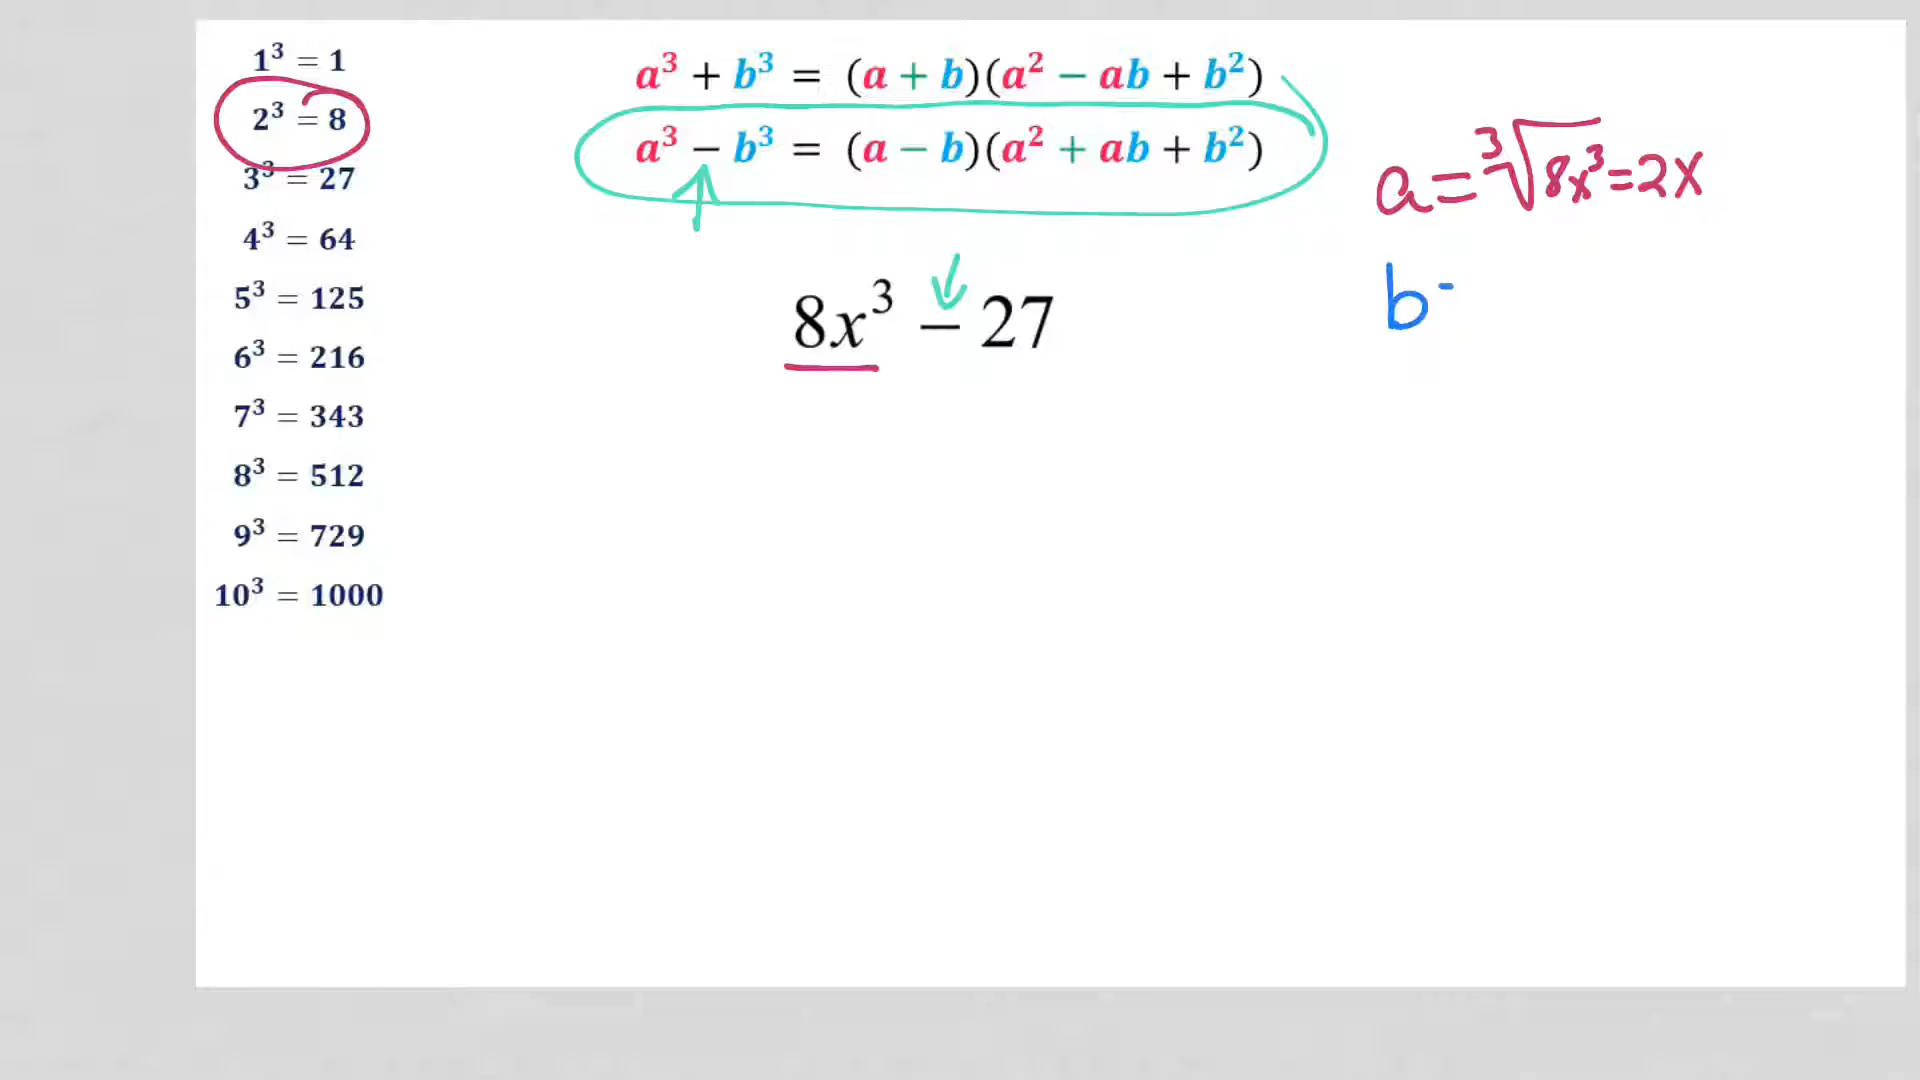 1³ = 1
2³ = 8
3³ = 27
4³ = 64
5³ = 125
6³ = 216
7³ = 343
8³ = 512
9³ = 729
10³ = 1000
a³ + b³ = (a + b)(a² − ab + b²)
a³ − b³ = (a − b)(a² + ab + b²)
8x³ − 27
a = ∛8x³ = 2x
b -